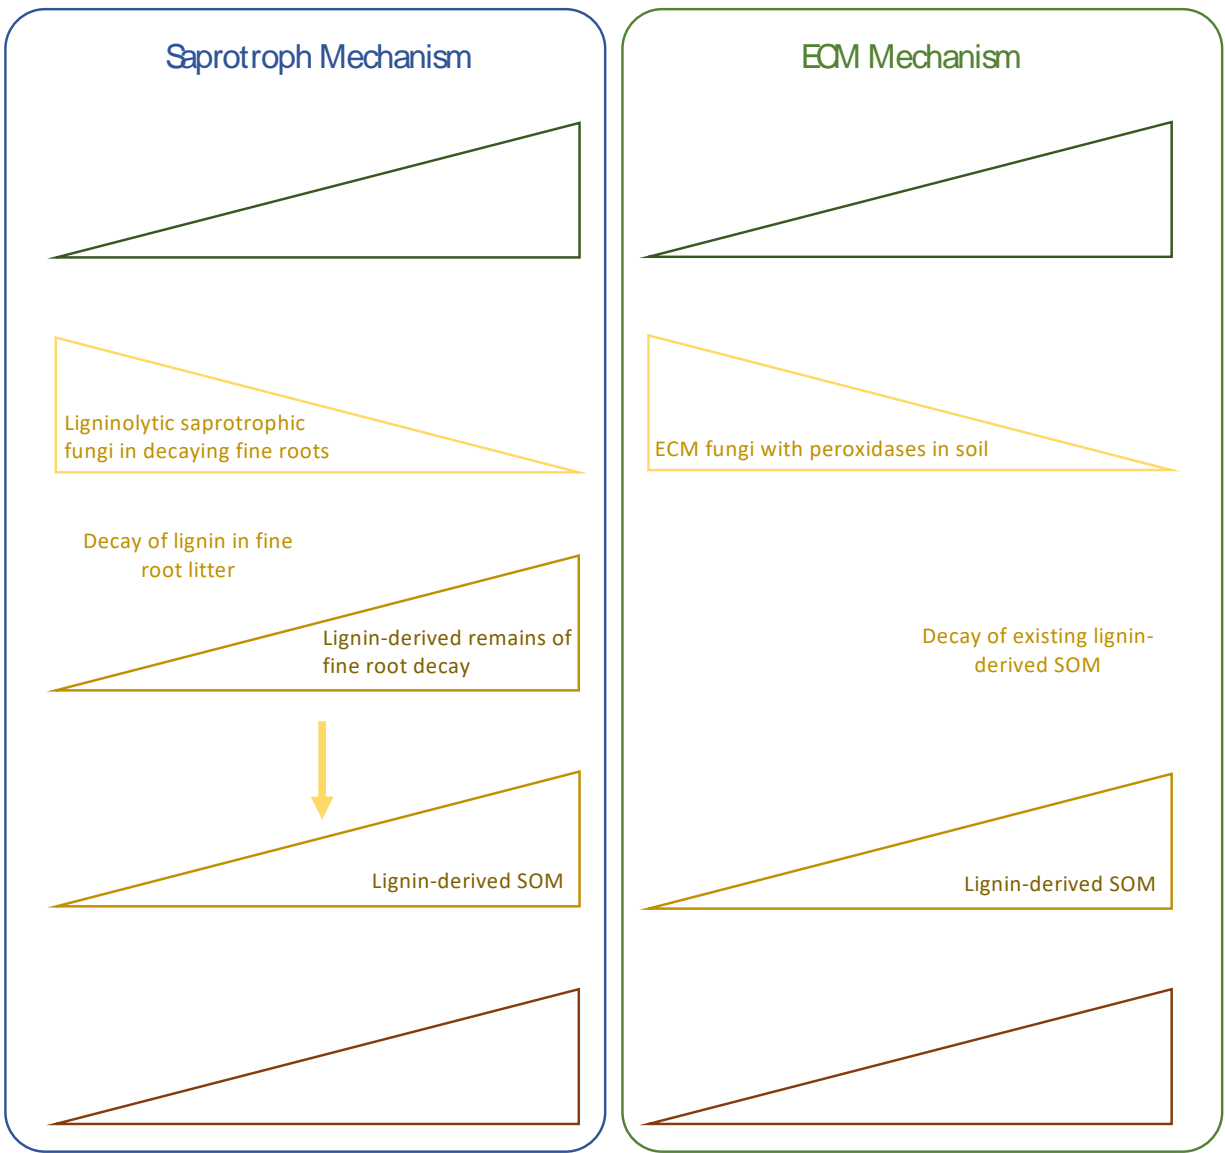 Saprotroph Mechanism
Ligninolytic saprotrophic
fungi in decaying fine roots
Decay of lignin in fine
root litter
Lignin-derived remains of
fine root decay
Lignin-derived SOM
ECM Mechanism
ECM fungi with peroxidases in soil
Decay of existing lignin-
derived SOM
Lignin-derived SOM